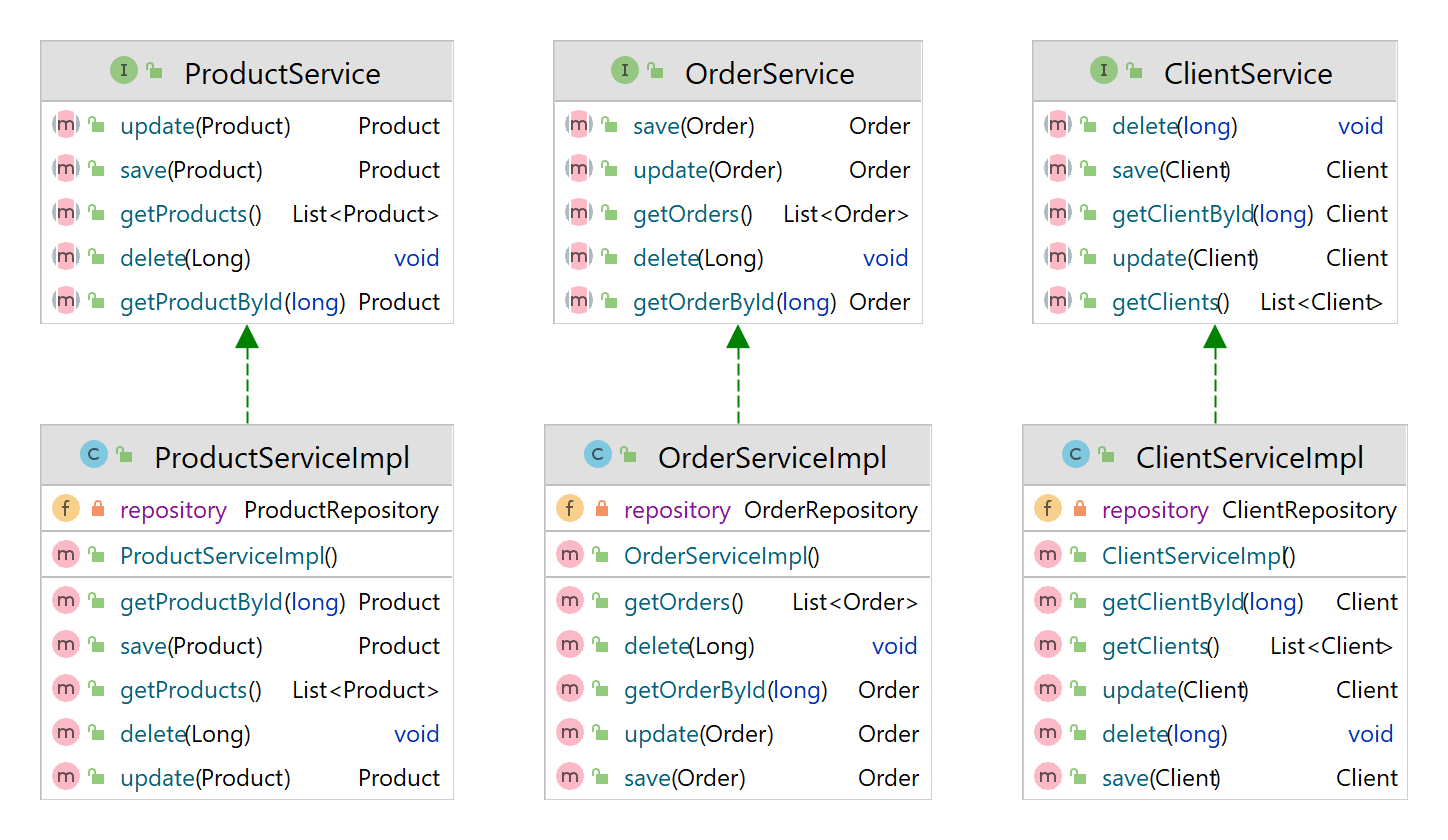 I ProductService
m update(Product) Product
m save(Product) Product
m getProducts() List<Product>
m delete(Long) void
m getProductById(long) Product
I OrderService
m save(Order) Order
m update(Order) Order
m getOrders() List<Order>
m delete(Long) void
m getOrderById(long) Order
I ClientService
m delete(long) void
m save(Client) Client
m getClientById(long) Client
m update(Client) Client
m getClients() List<Client>
C ProductServiceImpl
f repository ProductRepository
m ProductServiceImpl()
m getProductById(long) Product
m save(Product) Product
m getProducts() List<Product>
m delete(Long) void
m update(Product) Product
C OrderServiceImpl
f repository OrderRepository
m OrderServiceImpl()
m getOrders() List<Order>
m delete(Long) void
m getOrderById(long) Order
m update(Order) Order
m save(Order) Order
C ClientServiceImpl
f repository ClientRepository
m ClientServiceImpl()
m getClientById(long) Client
m getClients() List<Client>
m update(Client) Client
m delete(long) void
m save(Client) Client